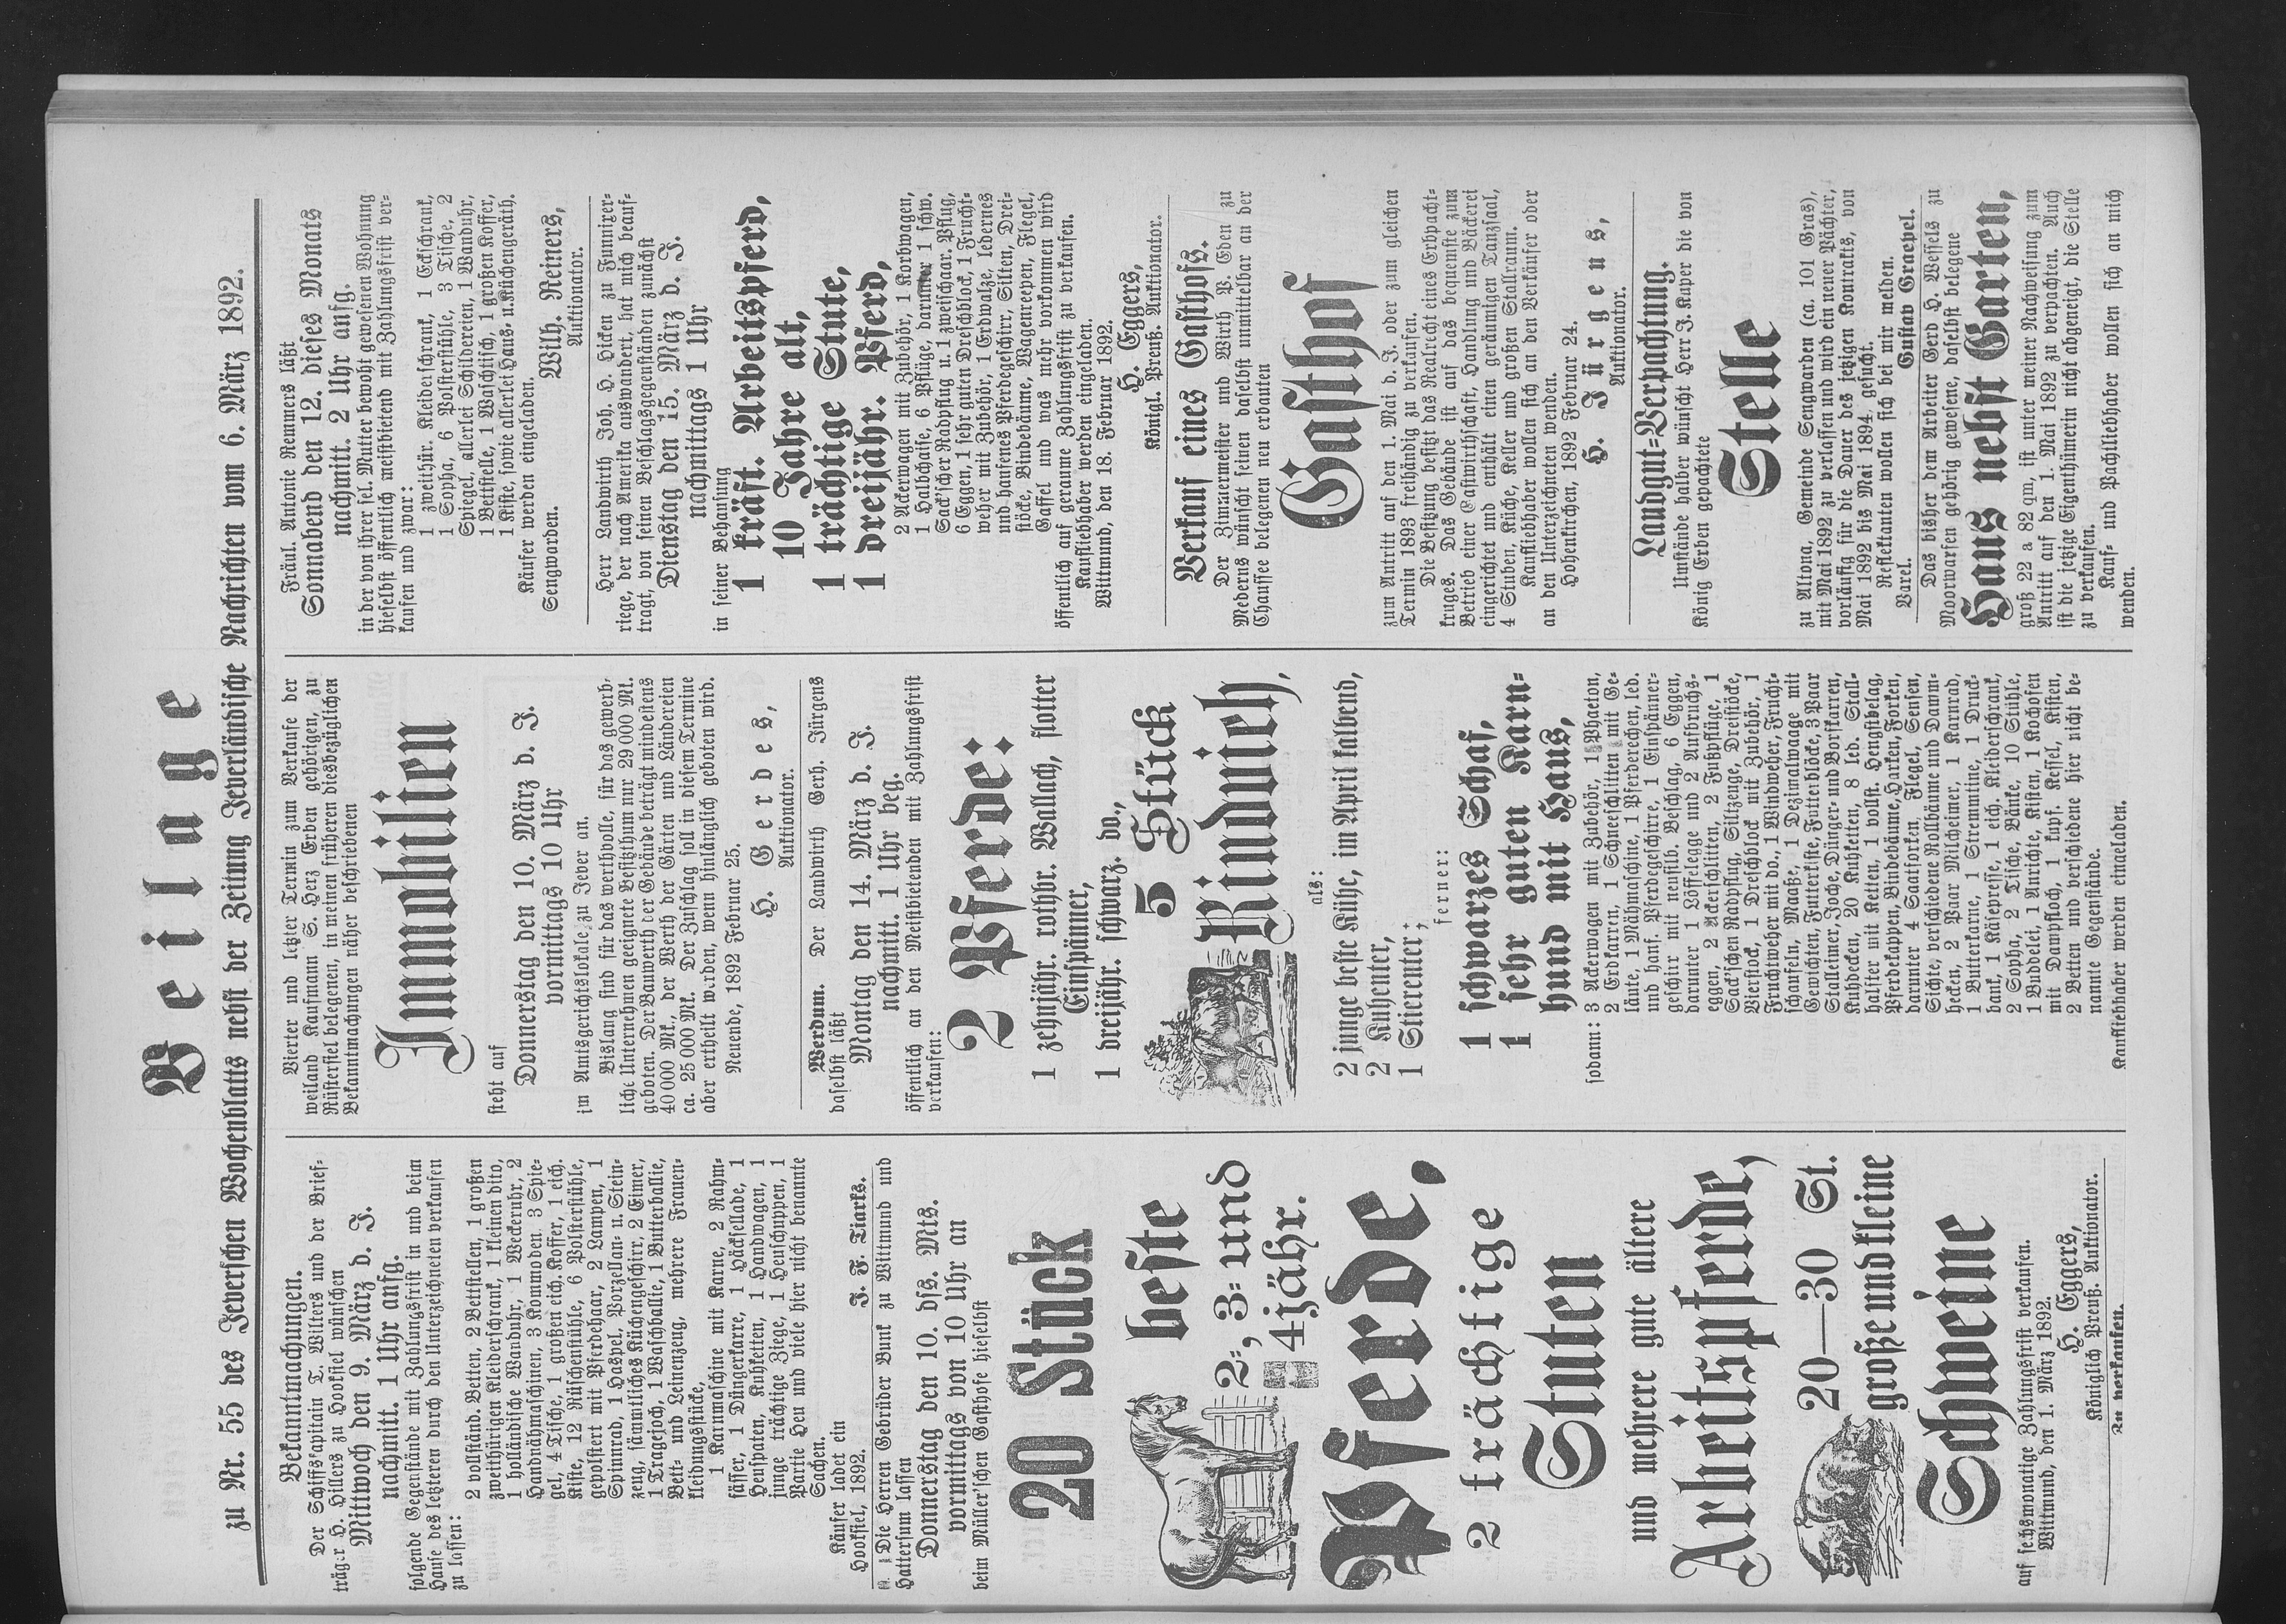 Beilage
zu Nr. 55 des Jeverschen Wochenblatts nebst der Zeitung Jeverländische Nachrichten vom 6. März 1892.
Bekanntmachungen.
Der Schiffskapitain T. Wilters und der Brief-
träger H. Hillers zu Hooksiel wünschen
Mittwoch den 9. März d. J.
nachmitt. 1 Uhr anfg.
folgende Gegenstände mit Zahlungsfrist in und beim
Hause des letzteren durch den Unterzeichneten verkaufen
zu lassen:
2 vollständ. Betten, 2 Bettstellen, 1 großen
zweithürigen Kleiderschrank, 1 kleinen dito,
1 holländische Wanduhr, 1 Weckeruhr, 2
Handnähmaschinen, 3 Kommoden, 3 Spie-
gel, 4 Tische, 1 großen eich. Koffer, 1 eich.
Kiste, 12 Rüschenstühle, 6 Polsterstühle,
gepolstert mit Pferdehaar, 2 Lampen, 1
Spinnrad, 1 Haspel, Porzellan- u. Stein-
zeug, sämmtliches Küchengeschirr, 2 Eimer,
1 Tragejoch, 1 Waschballie, 1 Butterballie,
Bett- und Leinenzeug, mehrere Frauen-
kleidungsstücke,
1 Karnmaschine mit Karne, 2 Rahm-
fässer, 1 Düngerkarre, 1 Häcksellade, 1
Heuspaten, Kuhketten, 1 Handwagen, 1
junge trächtige Ziege, 1 Heuschuppen, 1
Partie Heu und viele hier nicht benannte
Sachen.
Käufer ladet ein
Hooksiel, 1892. J. F. Tiarks.
Die Herren Gebrüder Bunk zu Wittmund und
Hattersum lassen
Donnerstag den 10. dss. Mts.
vormittags von 10 Uhr an
beim Müller'schen Gasthofe hieselbst
20 Stück
beste
2-, 3- und
4jähr.
Pferde,
2 trächtige
Stuten
und mehrere gute ältere
Arbeitspferde,
20—30 St.
große und kleine
Schweine
auf sechsmonatige Zahlungsfrist verkaufen.
Wittmund, den 1. März 1892.
H. Eggers,
Königlich Preuß. Auktionator.
Zu verkaufen.
Vierter und letzter Termin zum Verkaufe der
weiland Kaufmann S. Herz Erben gehörigen, zu
Rüstersiel belegenen, in meinen früheren diesbezüglichen
Bekanntmachungen näher beschriebenen
Immobilien
steht auf
Donnerstag den 10. März d. J.
vormittags 10 Uhr
im Amtsgerichtslokale zu Jever an.
Bislang sind für das werthvolle, für das gewerb-
liche Unternehmen geeignete Besitzthum nur 29 000 Mk.
geboten. Der Bauwerth der Gebäude beträgt mindestens
40 000 Mk., der Werth der Gärten und Ländereien
ca. 25 000 Mk. Der Zuschlag soll in diesem Termine
aber ertheilt werden, wenn hinlänglich geboten wird.
Neuende, 1892 Februar 25.
H. Gerdes,
Auktionator.
Werdum. Der Landwirth Gerh. Jürgens
daselbst läßt
Montag den 14. März d. J.
nachmitt. 1 Uhr beg.
öffentlich an den Meistbietenden mit Zahlungsfrist
verkaufen:
2 Pferde:
1 zehnjähr. rothbr. Wallach, flotter
Einspänner,
1 dreijähr. schwarz. do.,
5 Stück
Rindvieh,
als:
2 junge beste Kühe, im April kalbend,
2 Kuhenter,
1 Stierenter;
ferner:
1 schwarzes Schaf,
1 sehr guten Karn-
hund mit Haus,
sodann: 3 Ackerwagen mit Zubehör, 1 Phaeton,
2 Erdkarren, 1 Schneeschlitten mit Ge-
läute, 1 Mähmaschine, 1 Pferderechen, led.
und hanf. Pferdegeschirre, 1 Einspänner-
geschirr mit neusilb. Beschlag, 6 Eggen,
darunter 1 Löffelegge und 2 Aufbruchs-
eggen, 2 Ackerschlitten, 2 Fußpflüge, 1
Sack'schen Radpflug, Siltzeuge, Dreistöcke,
Vierstock, 1 Dreschblock mit Zubehör, 1
Fruchtweher mit do., 1 Windweher, Frucht-
schaufeln, Maaße, 1 Dezimalwaage mit
Gewichten, Futterkiste, Futterblöcke, 3 Paar
Stalleimer, Joche, Dünger- und Borfkarren,
Kuhdecken, 20 Kuhketten, 8 led. Stall-
halfter mit Ketten, 1 vollst. Hengstbelag,
Pferdekappen, Bindebäume, Harken, Forken,
darunter 4 Saatforken, Flegel, Sensen,
Sichte, verschiedene Rollbäume und Damm-
hecken, 2 Paar Milcheimer, 1 Karnrad,
1 Butterkarne, 1 Stremmtine, 1 Druck-
bank, 1 Käsepresse, 1 eich. Kleiderschrank,
2 Sopha, 2 Tische, Bänke, 10 Stühle,
1 Buddelei, 1 Anrichte, Kisten, 1 Kochofen
mit Dampfloch, 1 kupf. Kessel, Kisten,
2 Betten und verschiedene hier nicht be-
nannte Gegenstände.
Kaufliebhaber werden eingeladen.
Fräul. Antonie Remmers läßt
Sonnabend den 12. dieses Monats
nachmitt. 2 Uhr anfg.
in der von ihrer sel. Mutter bewohnt gewesenen Wohnung
hieselbst öffentlich meistbietend mit Zahlungsfrist ver-
kaufen und zwar:
1 zweithür. Kleiderschrank, 1 Eckschrank,
1 Sopha, 6 Polsterstühle, 3 Tische, 2
Spiegel, allerlei Schildereien, 1 Wanduhr,
1 Bettstelle, 1 Waschtisch, 1 großen Koffer,
1 Kiste, sowie allerlei Haus- u. Küchengeräth.
Käufer werden eingeladen.
Sengwarden. Wilh. Reiners,
Auktionator.
Herr Landwirth Joh. H. Hicken zu Funnixer-
riege, der nach Amerika auswandert, hat mich beauf-
tragt, von seinen Beschlagsgegenständen zunächst
Dienstag den 15. März d. J.
nachmittags 1 Uhr
in seiner Behausung
1 kräft. Arbeitspferd,
10 Jahre alt,
1 trächtige Stute,
1 dreijähr. Pferd,
2 Ackerwagen mit Zubehör, 1 Korbwagen,
1 Halbchaise, 6 Pflüge, darunter 1 schw.
Sack'scher Radpflug u. 1 zweischaar. Pflug,
6 Eggen, 1 sehr guten Dreschblock, 1 Frucht-
weher mit Zubehör, 1 Erdwalze, ledernes
und hanfenes Pferdegeschirr, Silten, Drei-
stöcke, Bindebäume, Wagenreepen, Flegel,
Gaffel und was mehr vorkommen wird
öffentlich auf geraume Zahlungsfrist zu verkaufen.
Kaufliebhaber werden eingeladen.
Wittmund, den 18. Februar 1892.
H. Eggers,
Königl. Preuß. Auktionator.
Verkauf eines Gasthofs.
Der Zimmermeister und Wirth P. Eden zu
Mederns wünscht seinen daselbst unmittelbar an der
Chaussee belegenen neu erbauten
Gasthof
zum Antritt auf den 1. Mai d. J. oder zum gleichen
Termin 1893 freihändig zu verkaufen.
Die Besitzung besitzt das Realrecht eines Erbpacht-
kruges. Das Gebäude ist auf das bequemste zum
Betrieb einer Gastwirthschaft, Handlung und Bäckerei
eingerichtet und enthält einen geräumigen Tanzsaal,
4 Stuben, Küche, Keller und großen Stallraum.
Kaufliebhaber wollen sich an den Verkäufer oder
an den Unterzeichneten wenden.
Hohenkirchen, 1892 Februar 24.
H. Jürgens,
Auktionator.
Landgut-Verpachtung.
Umstände halber wünscht Herr J. Kuper die von
König Erben gepachtete
Stelle
zu Altona, Gemeinde Sengwarden (ca. 101 Gras),
mit Mai 1892 zu verlassen und wird ein neuer Pächter,
vorläufig für die Dauer des jetzigen Kontrakts, von
Mai 1892 bis Mai 1894, gesucht.
Reflektanten wollen sich bei mir melden.
Varel. Gustav Graepel.
Das bisher dem Arbeiter Gerd H. Wessels zu
Moorwarfen gehörig gewesene, daselbst belegene
Haus nebst Garten,
groß 22 a 82 qm, ist unter meiner Nachweisung zum
Antritt auf den 1. Mai 1892 zu verpachten. Auch
ist die jetzige Eigenthümerin nicht abgeneigt, die Stelle
zu verkaufen.
Kauf- und Pachtliebhaber wollen sich an mich
wenden.